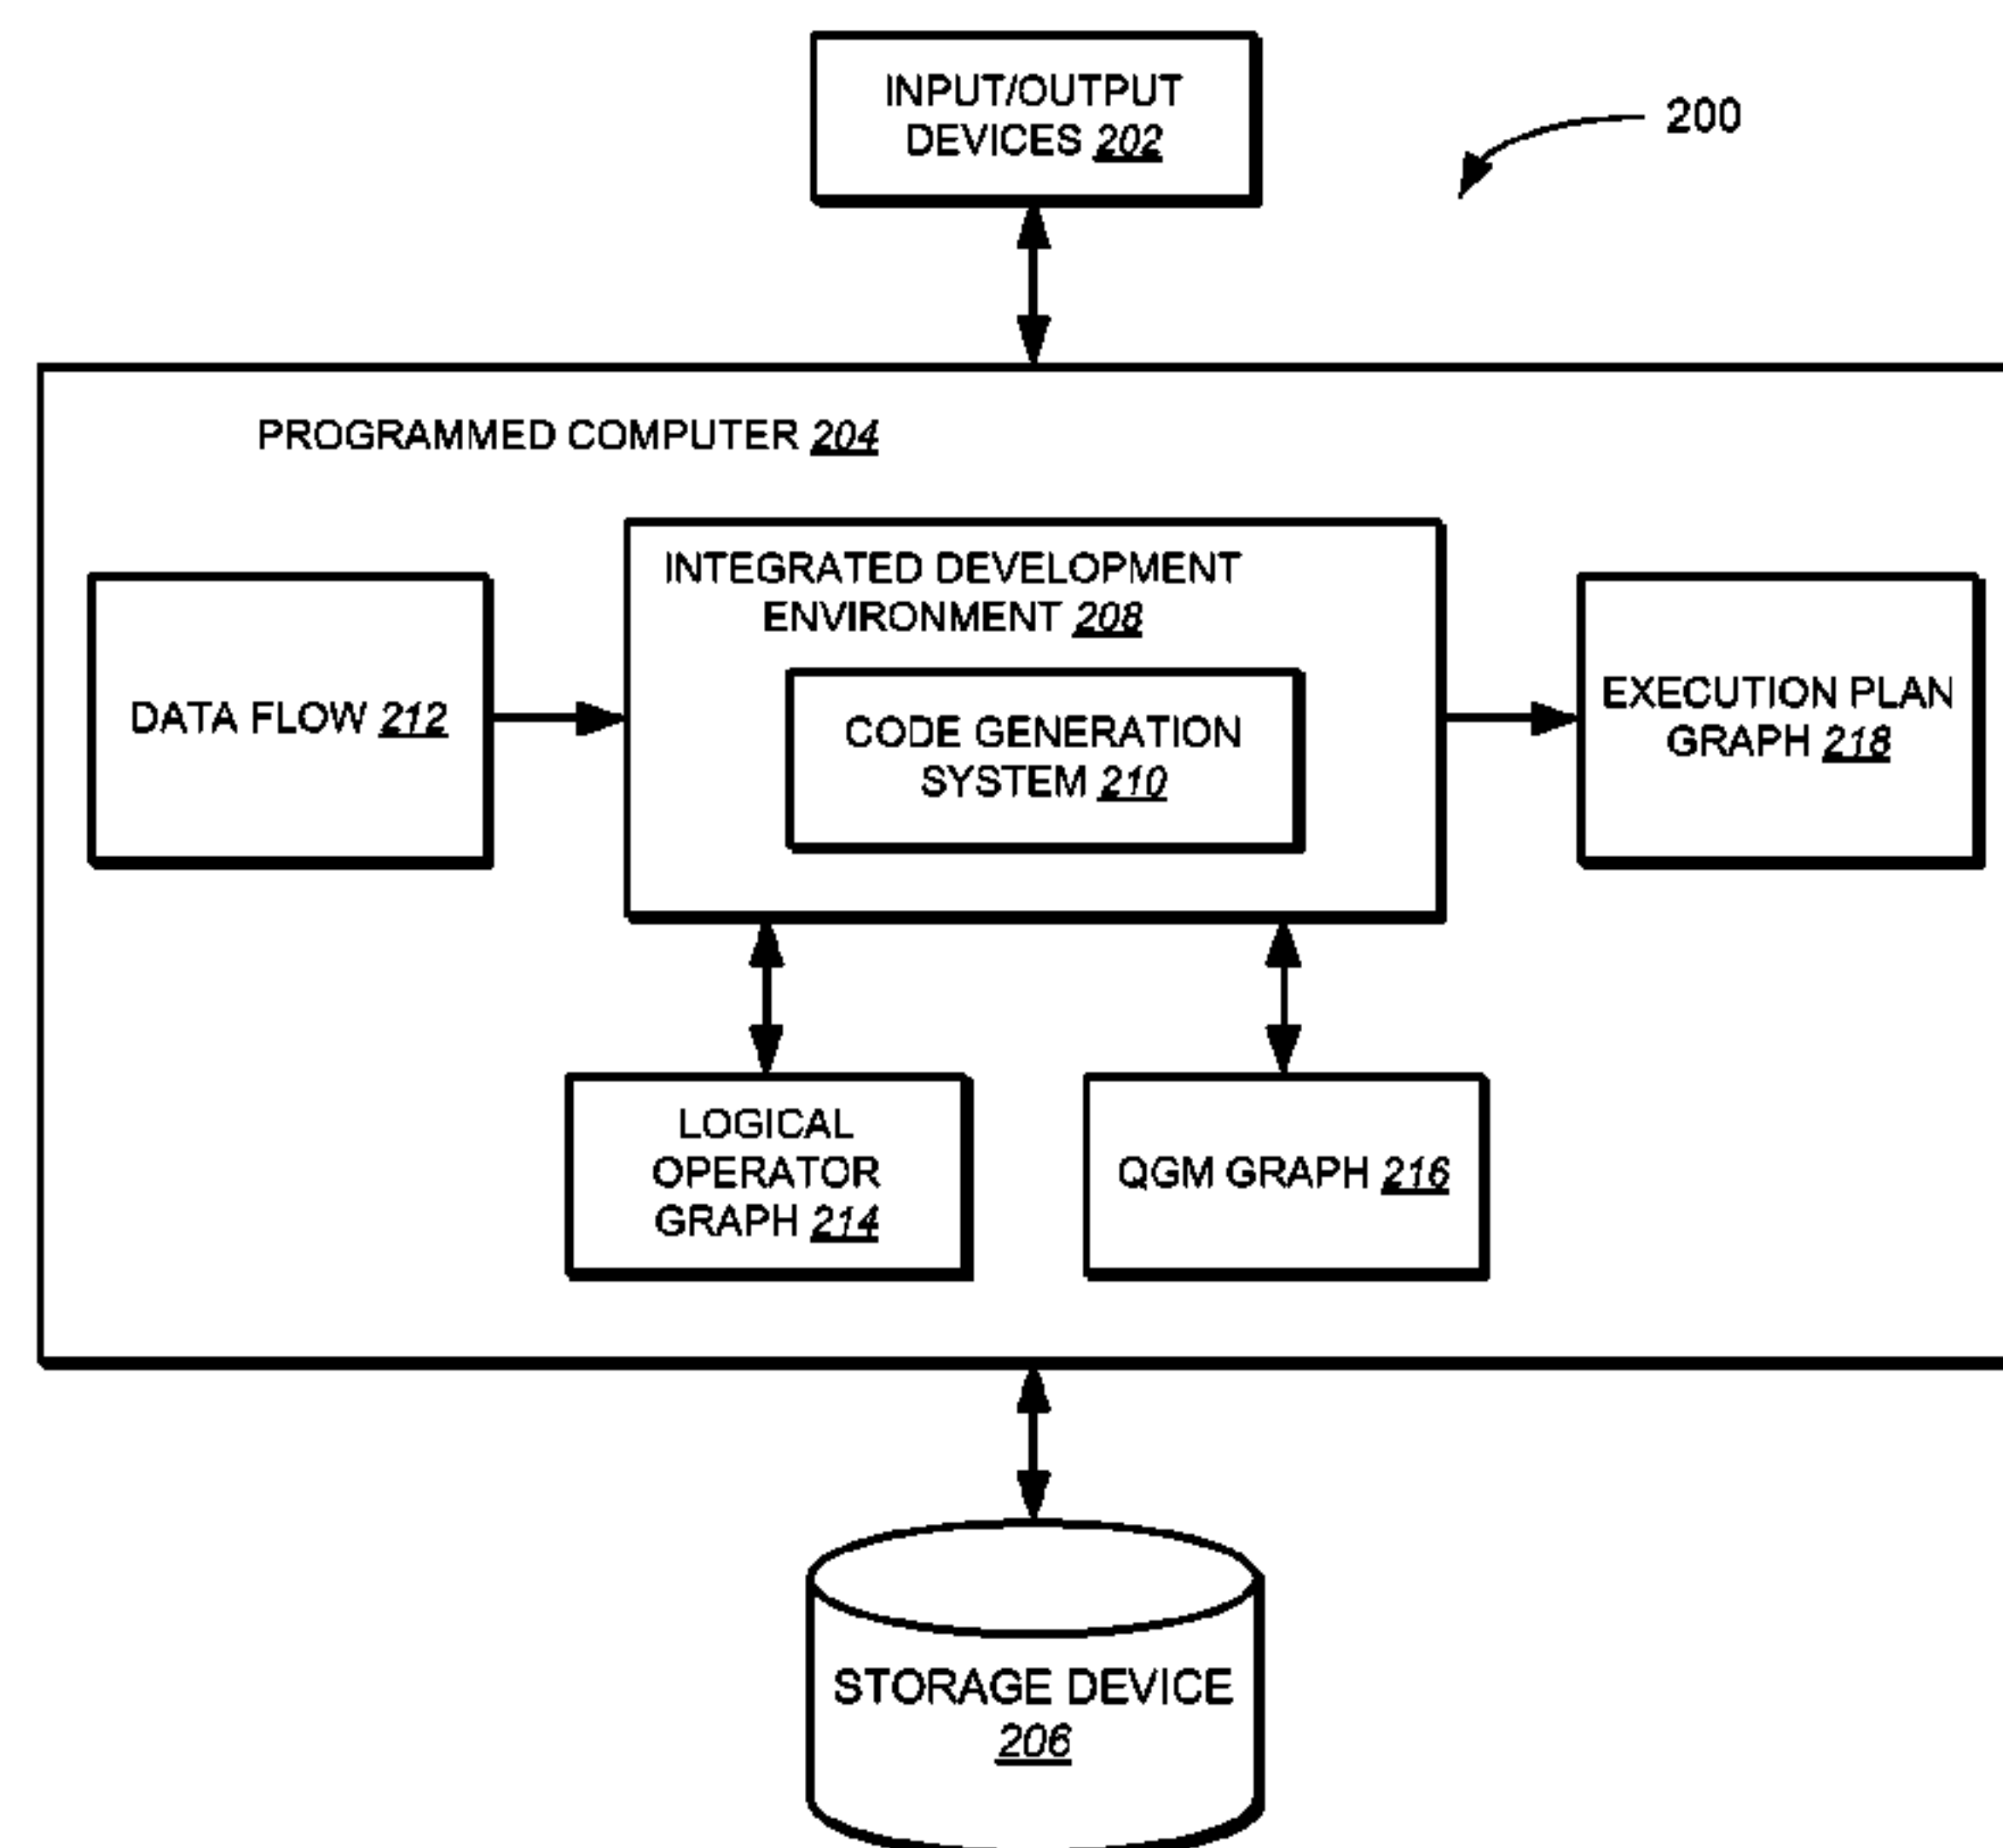 INPUT/OUTPUT
DEVICES 202
200
PROGRAMMED COMPUTER 204
INTEGRATED DEVELOPMENT
ENVIRONMENT 208
DATA FLOW 212
CODE GENERATION
SYSTEM 210
EXECUTION PLAN
GRAPH 218
LOGICAL
OPERATOR
GRAPH 214
QGM GRAPH 216
STORAGE DEVICE
206